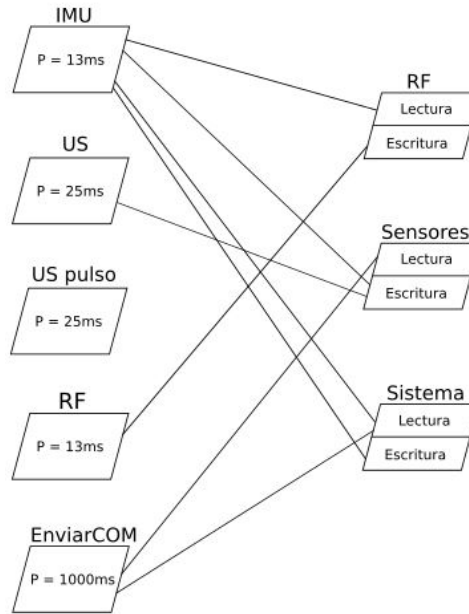 IMU
P = 13ms
US
P = 25ms
US pulso
P = 25ms
RF
P = 13ms
EnviarCOM
P = 1000ms
RF
Lectura
Escritura
Sensores
Lectura
Escritura
Sistema
Lectura
Escritura